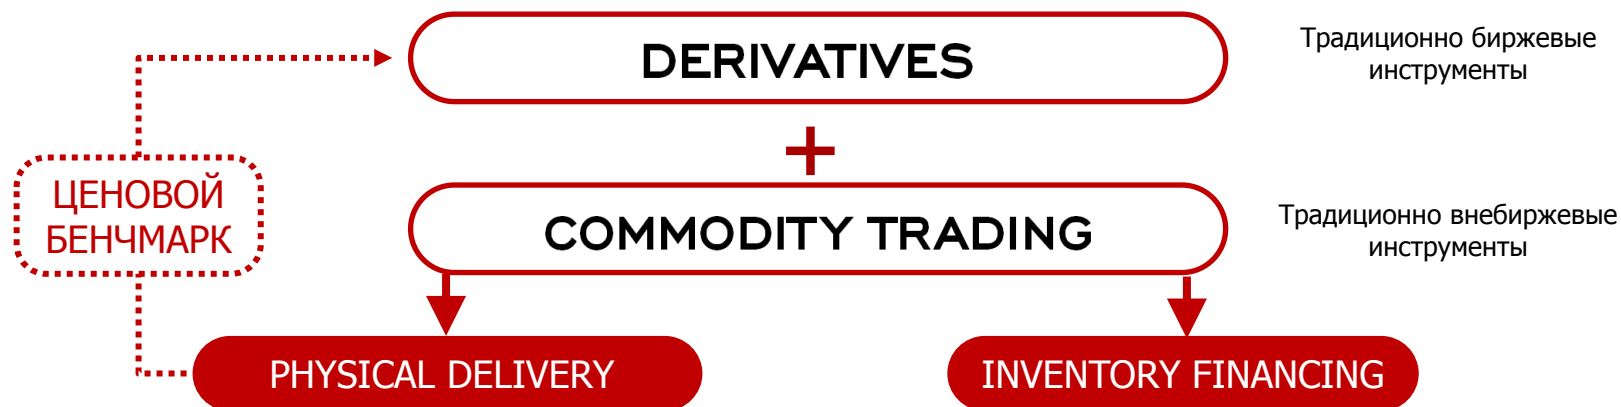 DERIVATIVES
Традиционно биржевые
инструменты
+
ЦЕНОВОЙ
БЕНЧМАРК
COMMODITY TRADING
Традиционно внебиржевые
инструменты
PHYSICAL DELIVERY
INVENTORY FINANCING